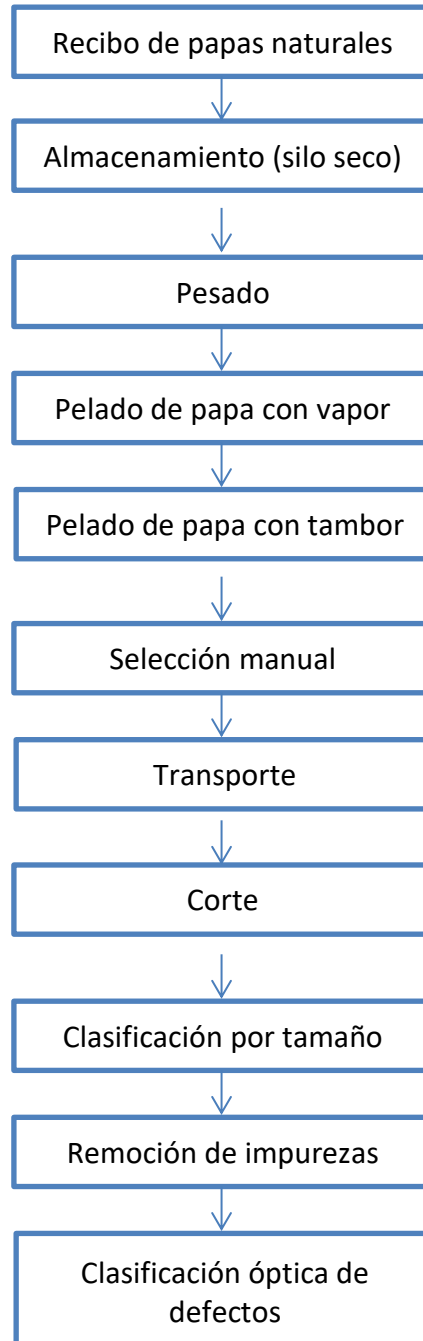 Recibo de papas naturales
Almacenamiento (silo seco)
Pesado
Pelado de papa con vapor
Pelado de papa con tambor
Selección manual
Transporte
Corte
Clasificación por tamaño
Remoción de impurezas
Clasificación óptica de
defectos